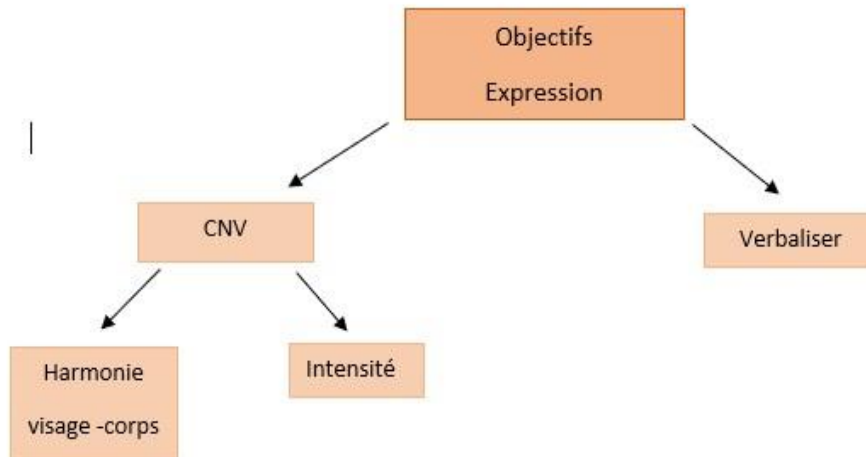 Objectifs
Expression
CNV
Verbaliser
Harmonie
visage -corps
Intensité